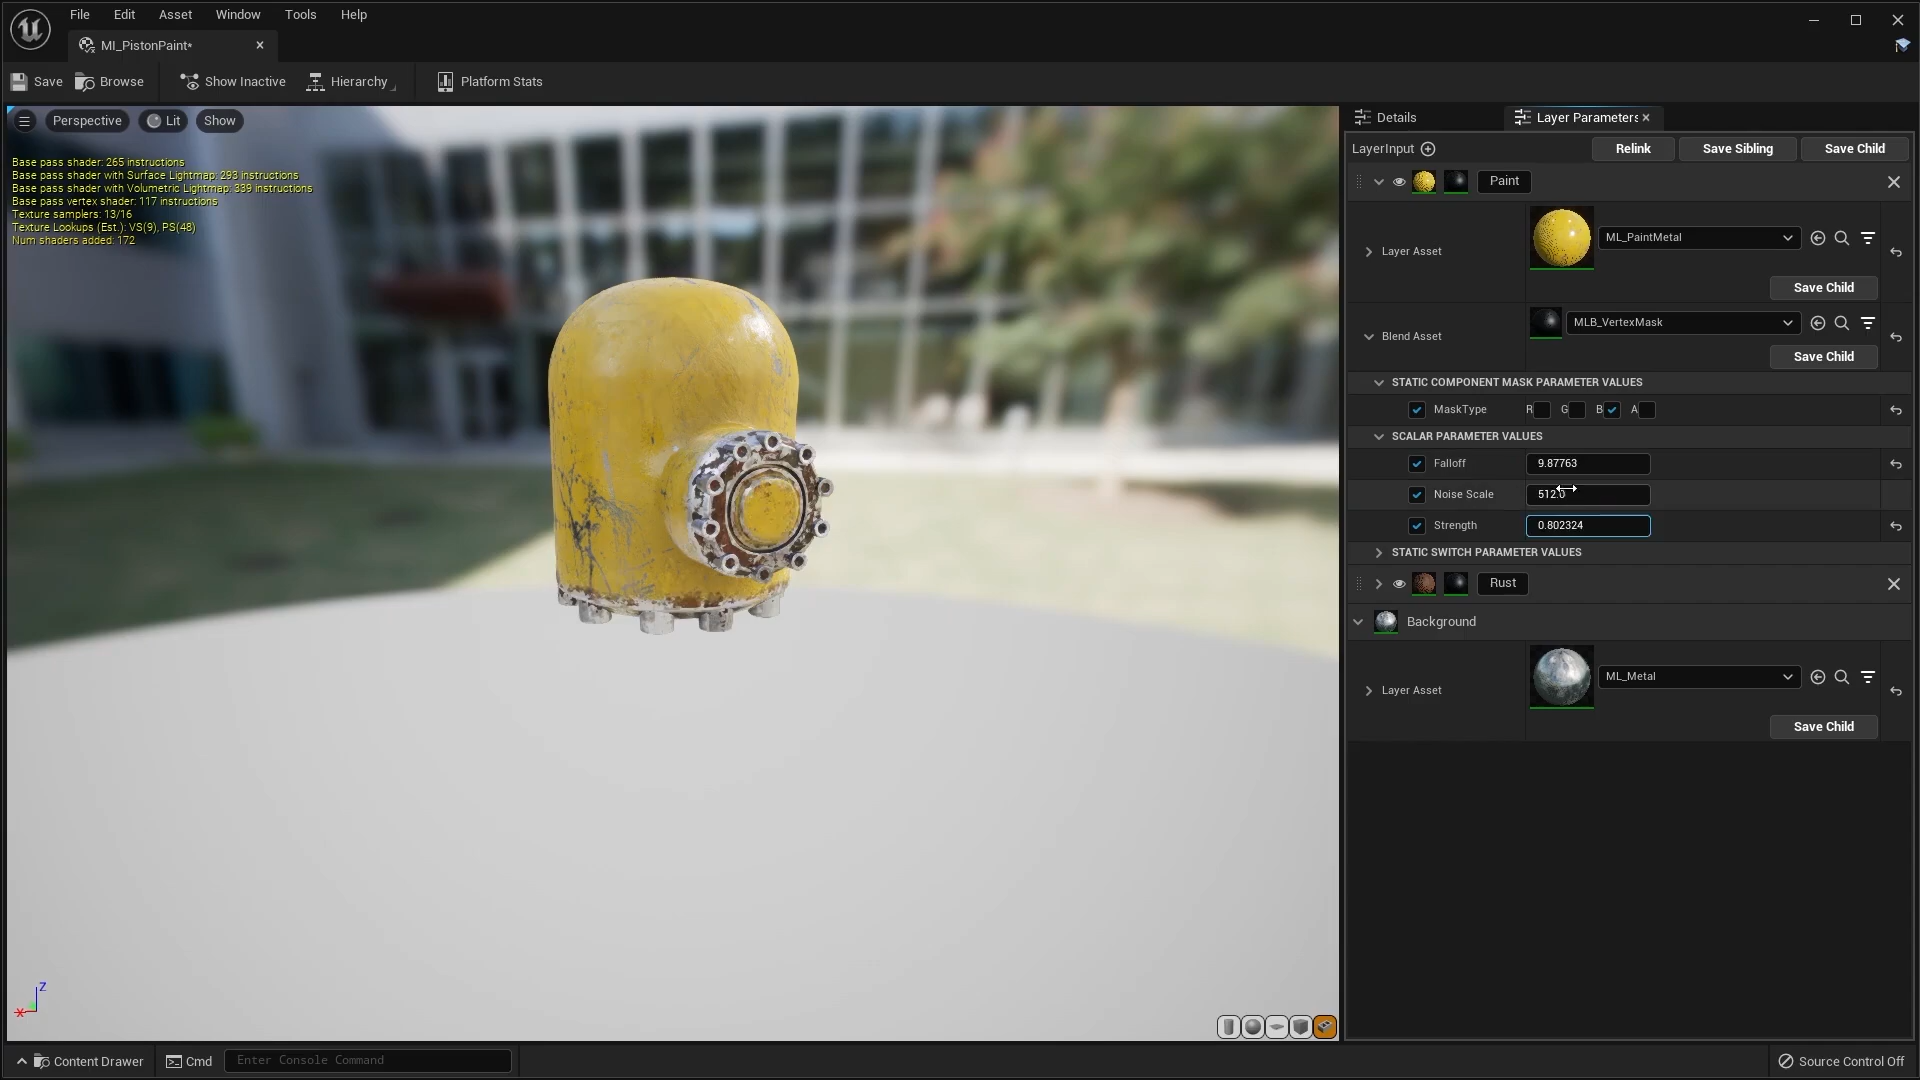 File Edit Asset Window Tools Help
MI_PistonPaint*
Save Browse Show Inactive Hierarchy Platform Stats
Perspective Lit Show
Base pass shader: 265 instructions
Base pass shader with Surface Lightmap: 293 instructions
Base pass shader with Volumetric Lightmap: 339 instructions
Base pass vertex shader: 117 instructions
Texture samplers: 13/16
Texture Lookups (Est.): VS(9), PS(48)
Num shaders added: 172
Z
X
Details Layer Parameters
LayerInput Relink Save Sibling Save Child
Paint
Layer Asset ML_PaintMetal
Save Child
Blend Asset MLB_VertexMask
Save Child
STATIC COMPONENT MASK PARAMETER VALUES
MaskType R G B A
SCALAR PARAMETER VALUES
Falloff 9.87763
Noise Scale 512.0
Strength 0.802324
STATIC SWITCH PARAMETER VALUES
Rust
Background
Layer Asset ML_Metal
Save Child
Content Drawer Cmd Enter Console Command Source Control Off